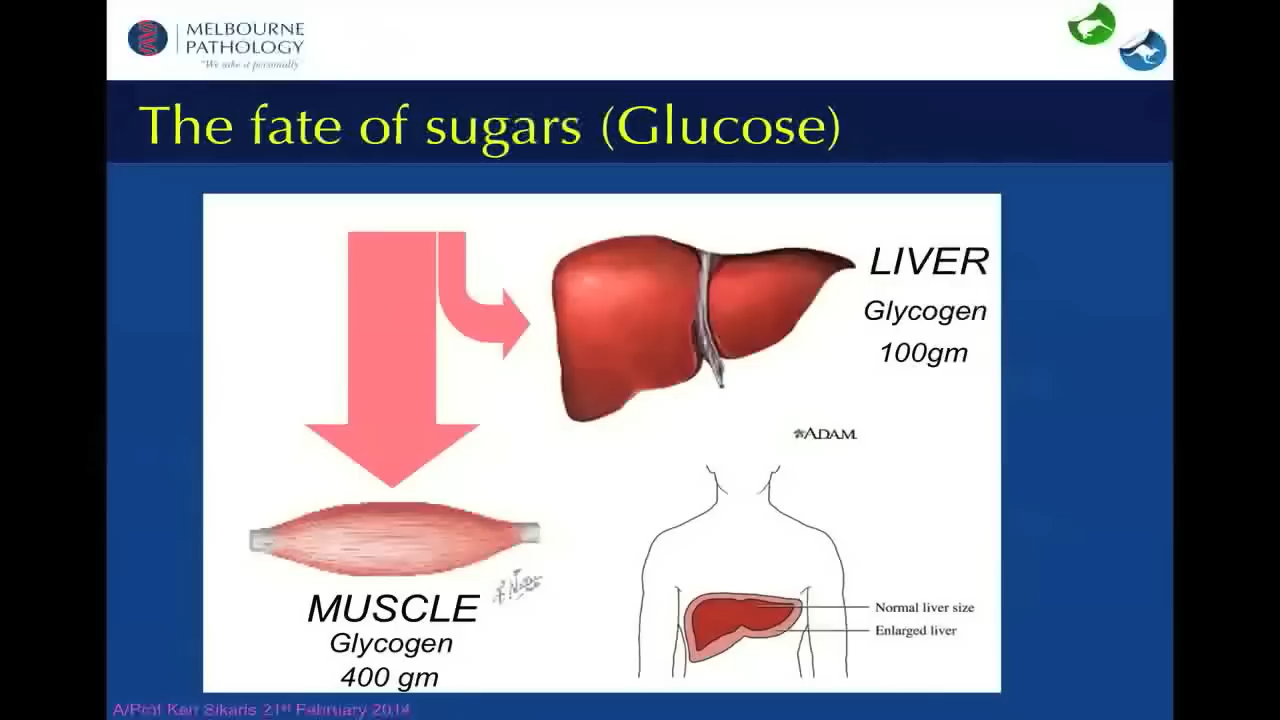 MELBOURNE
PATHOLOGY
"We take it personally
The fate of sugars (Glucose)
LIVER
Glycogen
100gm
ADAM.
MUSCLE
Glycogen
400 gm
Normal liver size
Enlarged liver
A/Prof Ken Sikaris 21st February 2014